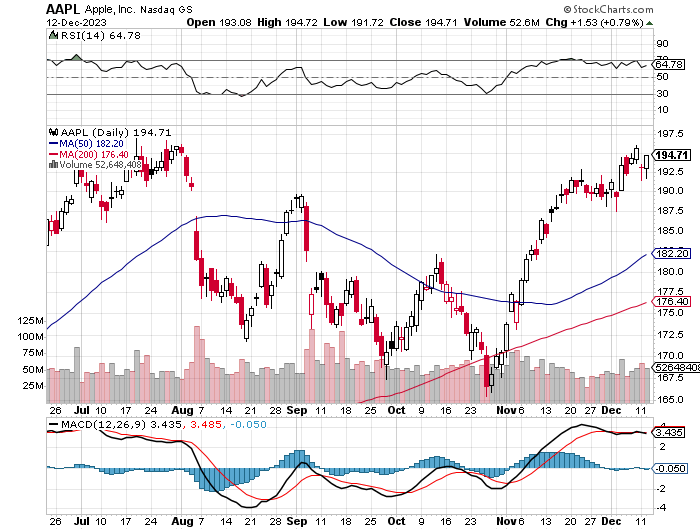 AAPL Apple, Inc. Nasdaq GS © StockCharts.com
12-Dec-2023 Open 193.08 High 194.72 Low 191.72 Close 194.71 Volume 52.6M Chg +1.53 (+0.79%)
RSI(14) 64.78
90
70
64.78
50
30
10
AAPL (Daily) 194.71
MA(50) 182.20
MA(200) 176.40
Volume 52,648,408
197.5
194.71
192.5
190.0
187.5
185.0
182.20
180.0
177.5
176.40
175.0
172.5
170.0
167.5
165.0
125M
100M
75M
50M
25M
52648408
26 Jul 10 17 24 Aug 7 14 21 28 Sep 11 18 25 Oct 9 16 23 Nov 6 13 20 27 Dec 11
MACD(12,26,9) 3.435, 3.485, -0.050
4
3.435
2
-0.050
-2
-4
26 Jul 10 17 24 Aug 7 14 21 28 Sep 11 18 25 Oct 9 16 23 Nov 6 13 20 27 Dec 11